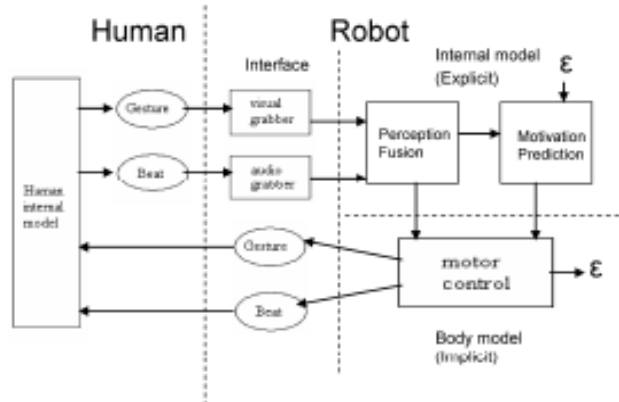 Human
Robot
Interface
Internal model
(Explicit)
ε
Gesture
visual
grabber
Perception
Fusion
Motivation
Prediction
Beat
audio
grabber
Human
internal
model
Gesture
motor
control
ε
Beat
Body model
(Implicit)